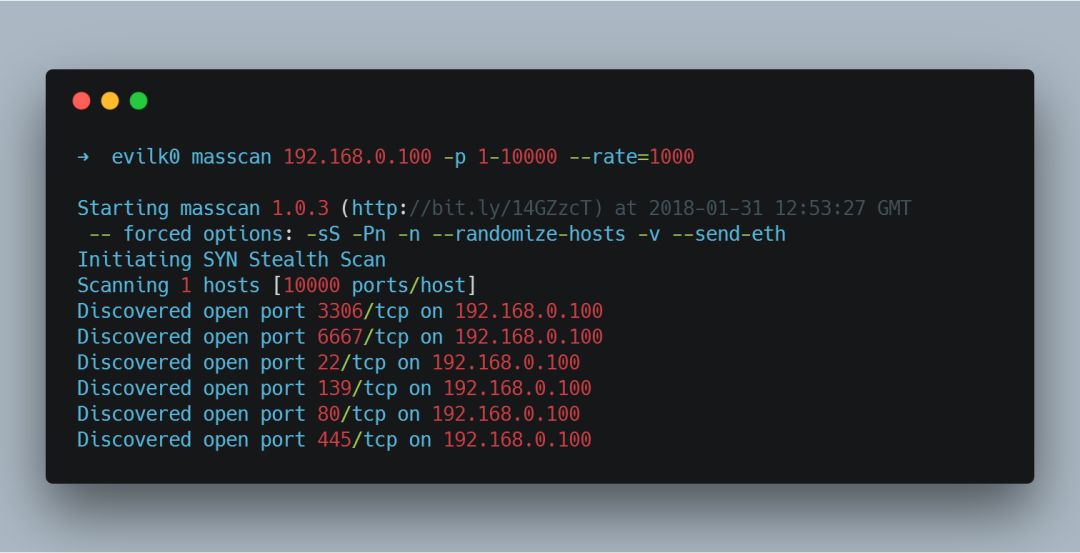 ➜ evilk0 masscan 192.168.0.100 -p 1-10000 --rate=1000
Starting masscan 1.0.3 (http://bit.ly/14GZzcT) at 2018-01-31 12:53:27 GMT
-- forced options: -sS -Pn -n --randomize-hosts -v --send-eth
Initiating SYN Stealth Scan
Scanning 1 hosts [10000 ports/host]
Discovered open port 3306/tcp on 192.168.0.100
Discovered open port 6667/tcp on 192.168.0.100
Discovered open port 22/tcp on 192.168.0.100
Discovered open port 139/tcp on 192.168.0.100
Discovered open port 80/tcp on 192.168.0.100
Discovered open port 445/tcp on 192.168.0.100